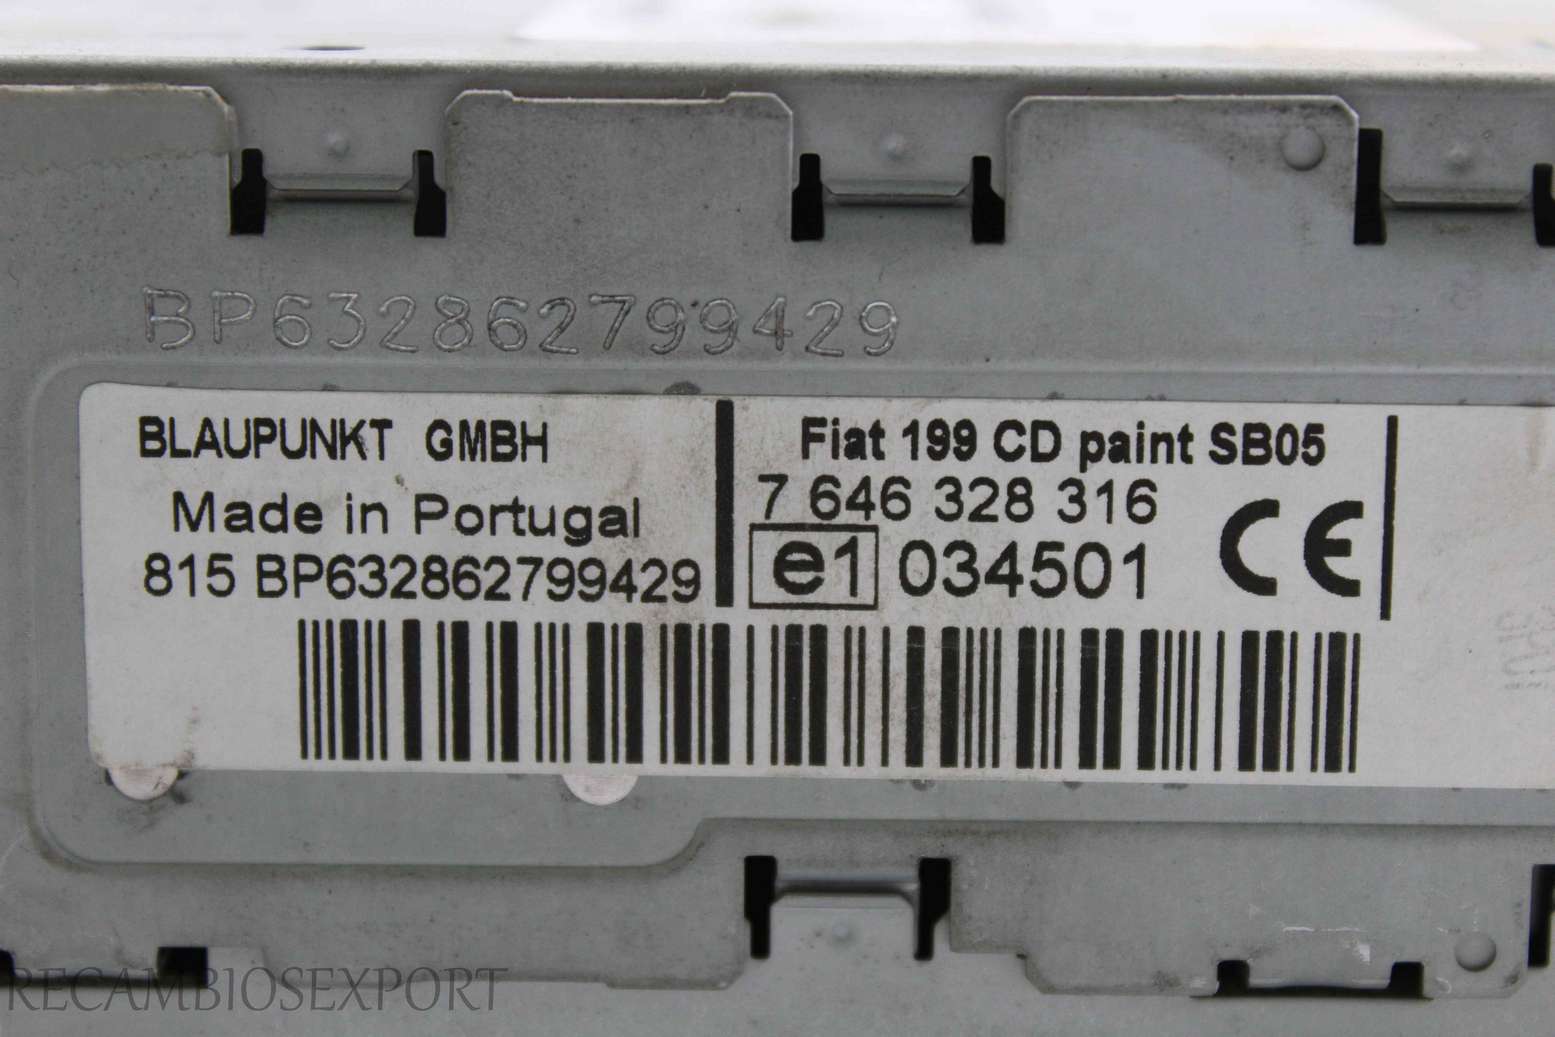 BP632862799429
BLAUPUNKT GMBH
Made in Portugal
815 BP632862799429
Fiat 199 CD paint SB05
7 646 328 316
e1 034501 CE
RECAMBIOSEXPORT